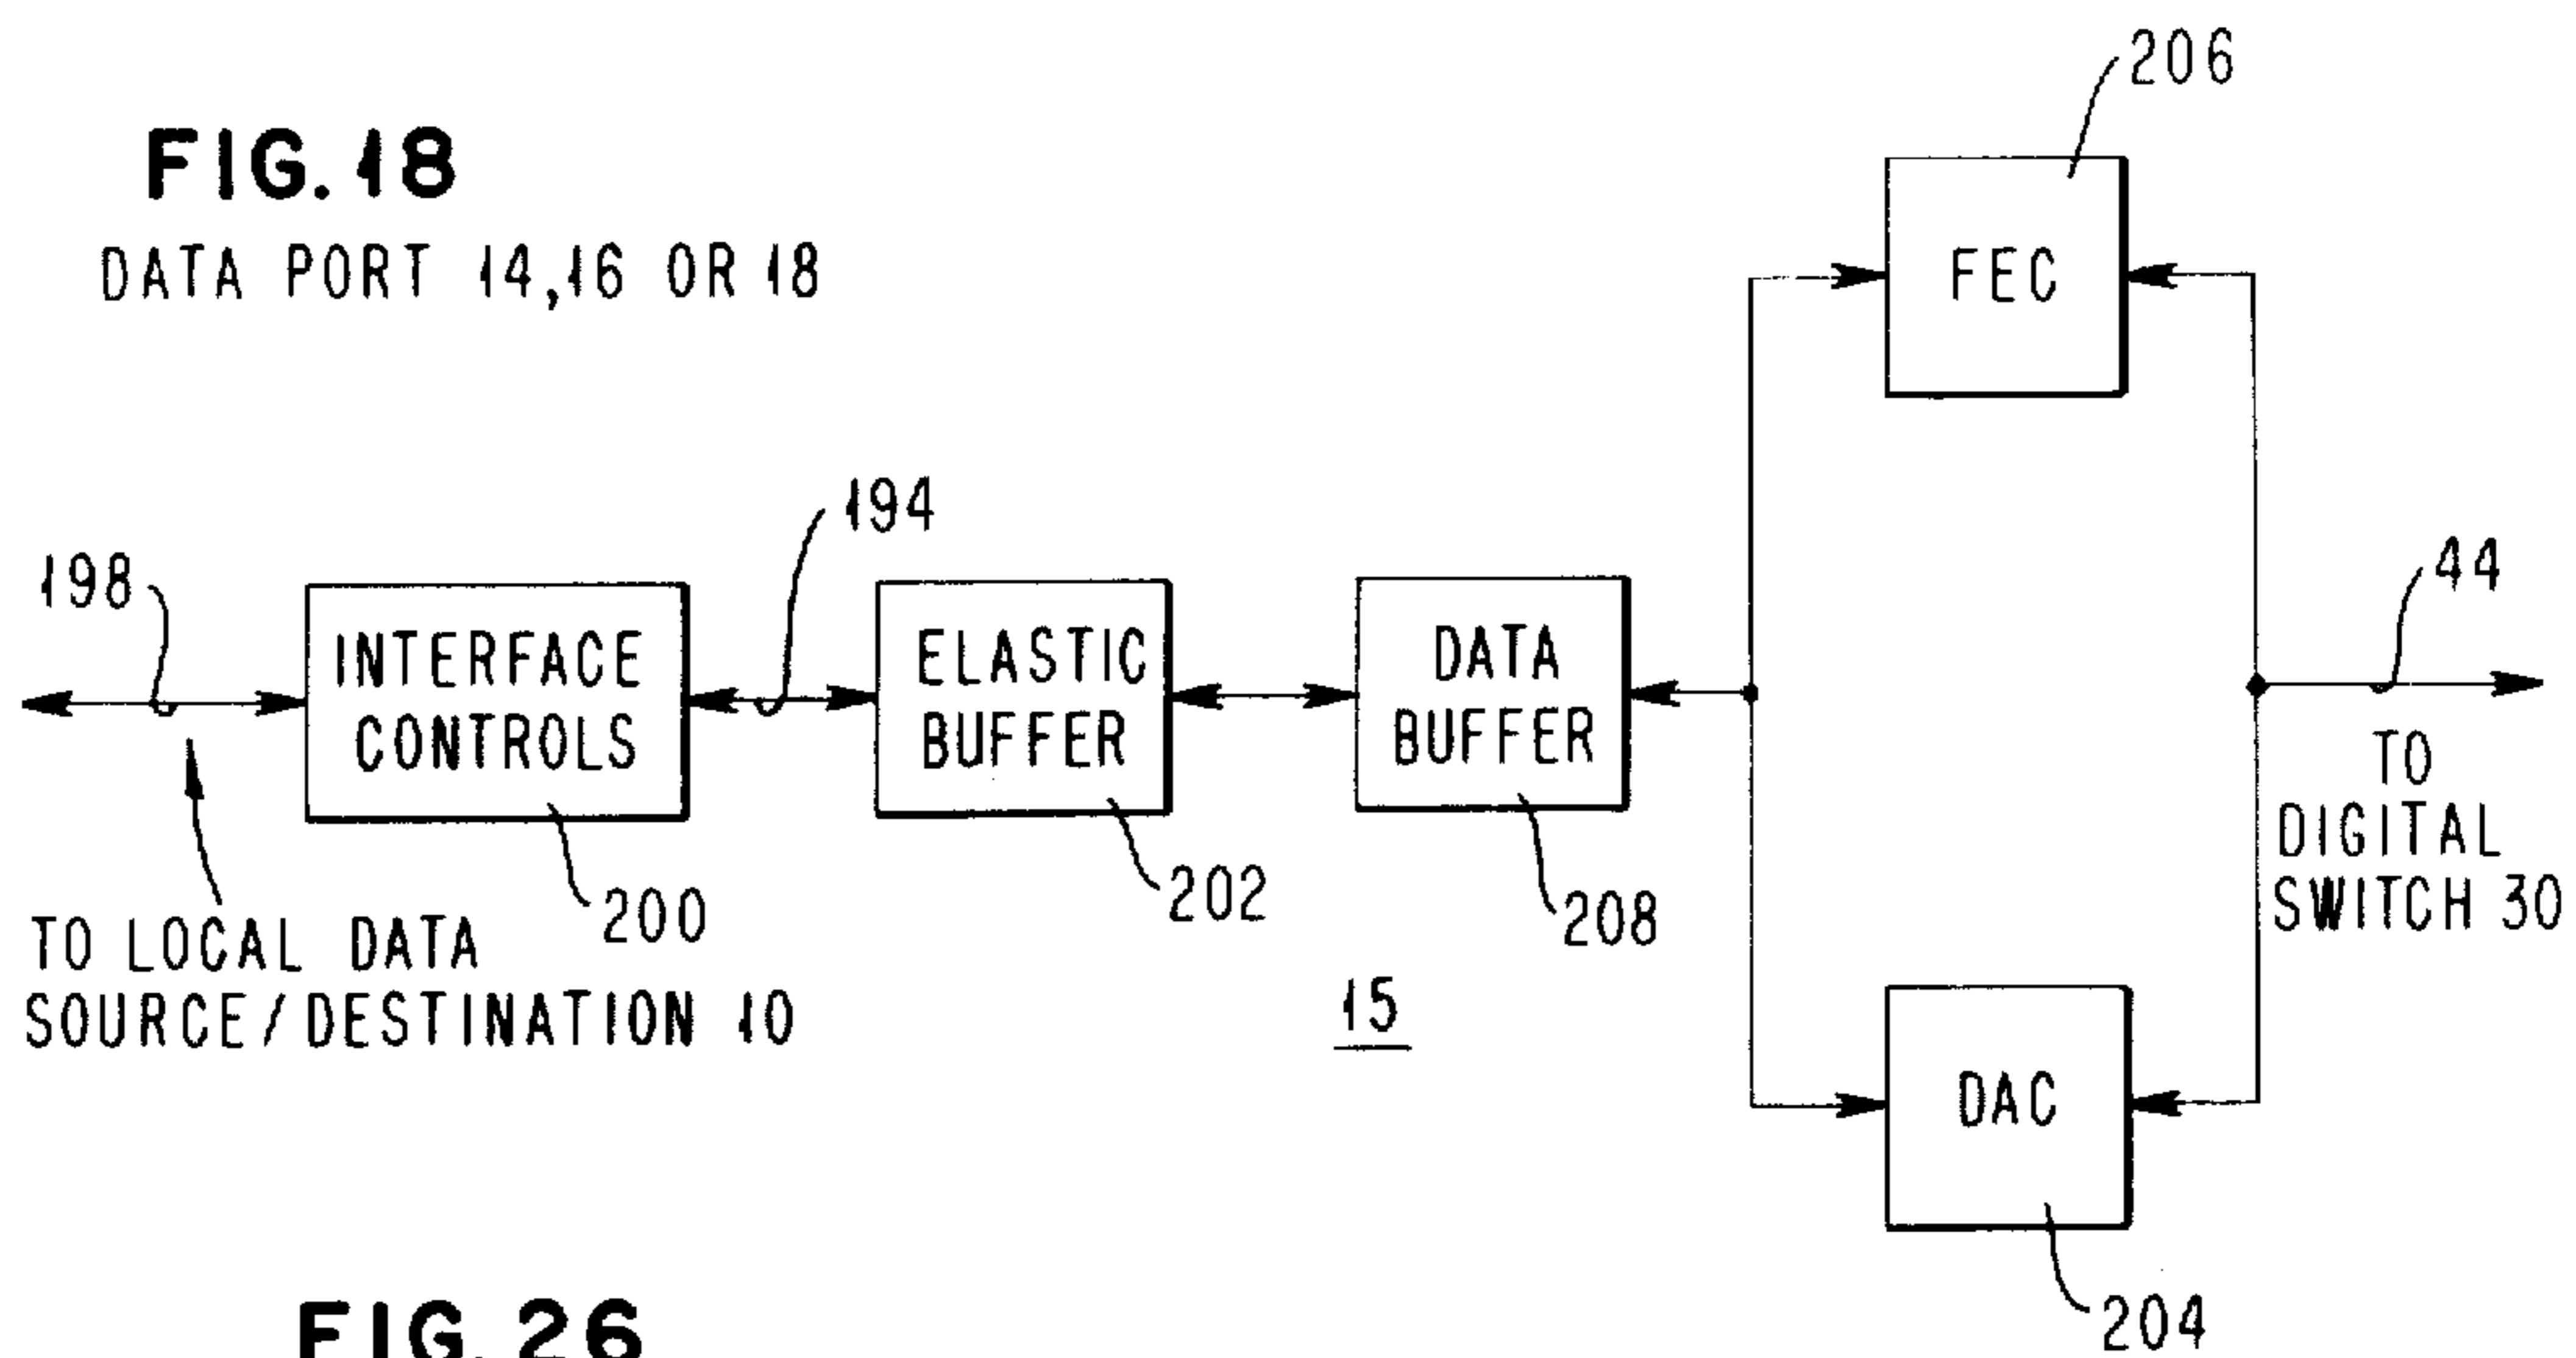 FIG. 18
DATA PORT 14,16 OR 18
206
FEC
194
198
44
INTERFACE
CONTROLS
ELASTIC
BUFFER
DATA
BUFFER
TO
DIGITAL
SWITCH 30
200
202
208
TO LOCAL DATA
SOURCE/DESTINATION 10
15
DAC
204
FIG. 26